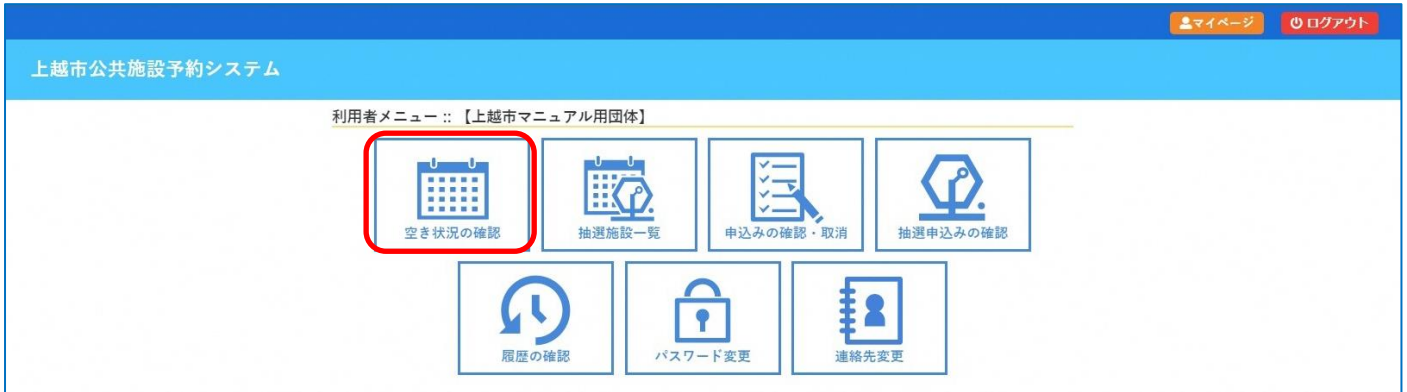 マイページ ログアウト
上越市公共施設予約システム
利用者メニュー :: 【上越市マニュアル用団体】
空き状況の確認 抽選施設一覧 申込みの確認・取消 抽選申込みの確認
履歴の確認 パスワード変更 連絡先変更